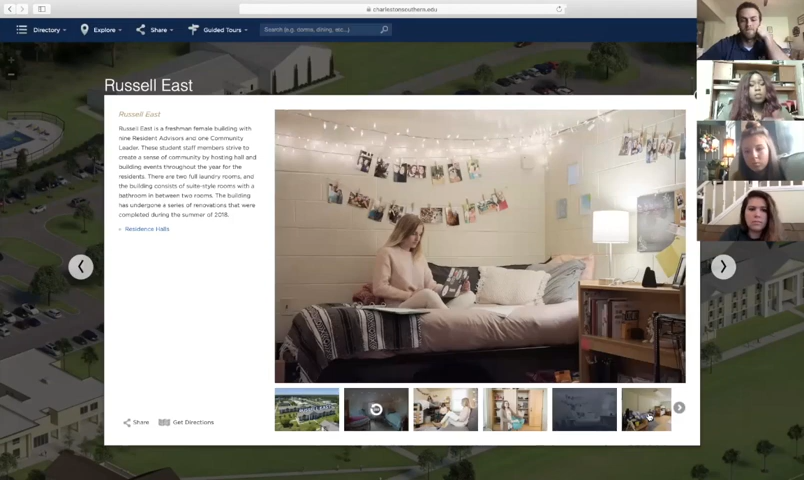 charlestonsouthern.edu
Directory Explore Share Guided Tours Search (e.g. dorms, dining, etc...)
Russell East
Russell East
Russell East is a freshman female building with
nine Resident Advisors and one Community
Leader. These student staff members strive to
create a sense of community by hosting hall and
building events throughout the year for the
residents. There are two full laundry rooms, and
the building consists of suite-style rooms with a
bathroom in between two rooms. The building
has undergone a series of renovations that were
completed during the summer of 2018.
Residence Halls
Share Get Directions